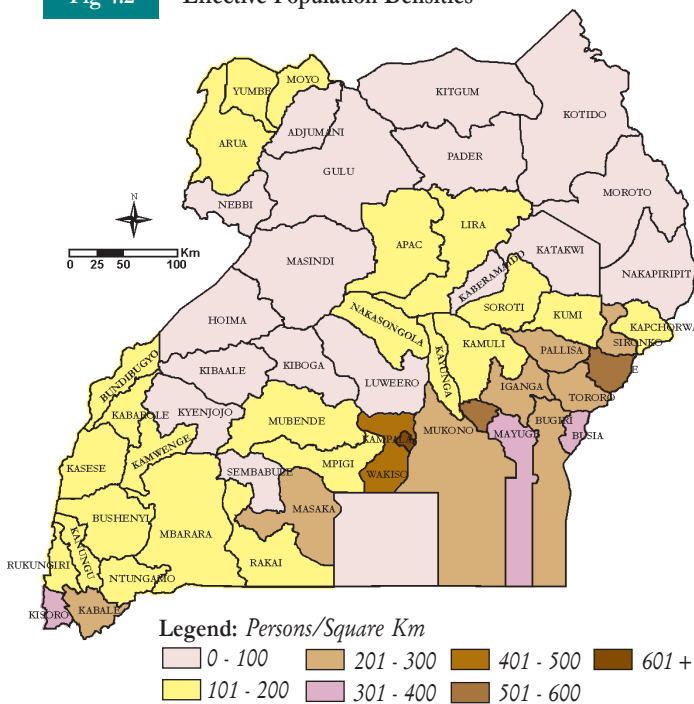 Fig 4.2 Effective Population Densities
KITGUM
KOTIDO
MOYO
YUMBE
ADJUMANI
ARUA
PADER
GULU
MOROTO
NEBBI
N
LIRA
APAC
KATAKWI
MASINDI
KABERAMAIDO
NAKAPIRIPIT
Km
0 25 50 100
SOROTI
KUMI
NAKASONGOLA
HOIMA
KAPCHORWA
SIRONKO
KAMULI
PALLISA
KAYUNGA
BUNDIBUGYO
KIBAALE
KIBOGA
E
LUWEERO
IGANGA
TORORO
KABAROLE
KYENJOJO
MUBENDE
BUGIRI
MUKONO
MAYUGE
BUSIA
KAMPALA
KAMWENGE
MPIGI
KASESE
SEMBABULE
WAKISO
MASAKA
BUSHENYI
MBARARA
KANUNGU
RAKAI
RUKUNGIRI
NTUNGAMO
KISORO
KABALE
Legend: Persons/Square Km
0 - 100 201 - 300 401 - 500 601 +
101 - 200 301 - 400 501 - 600